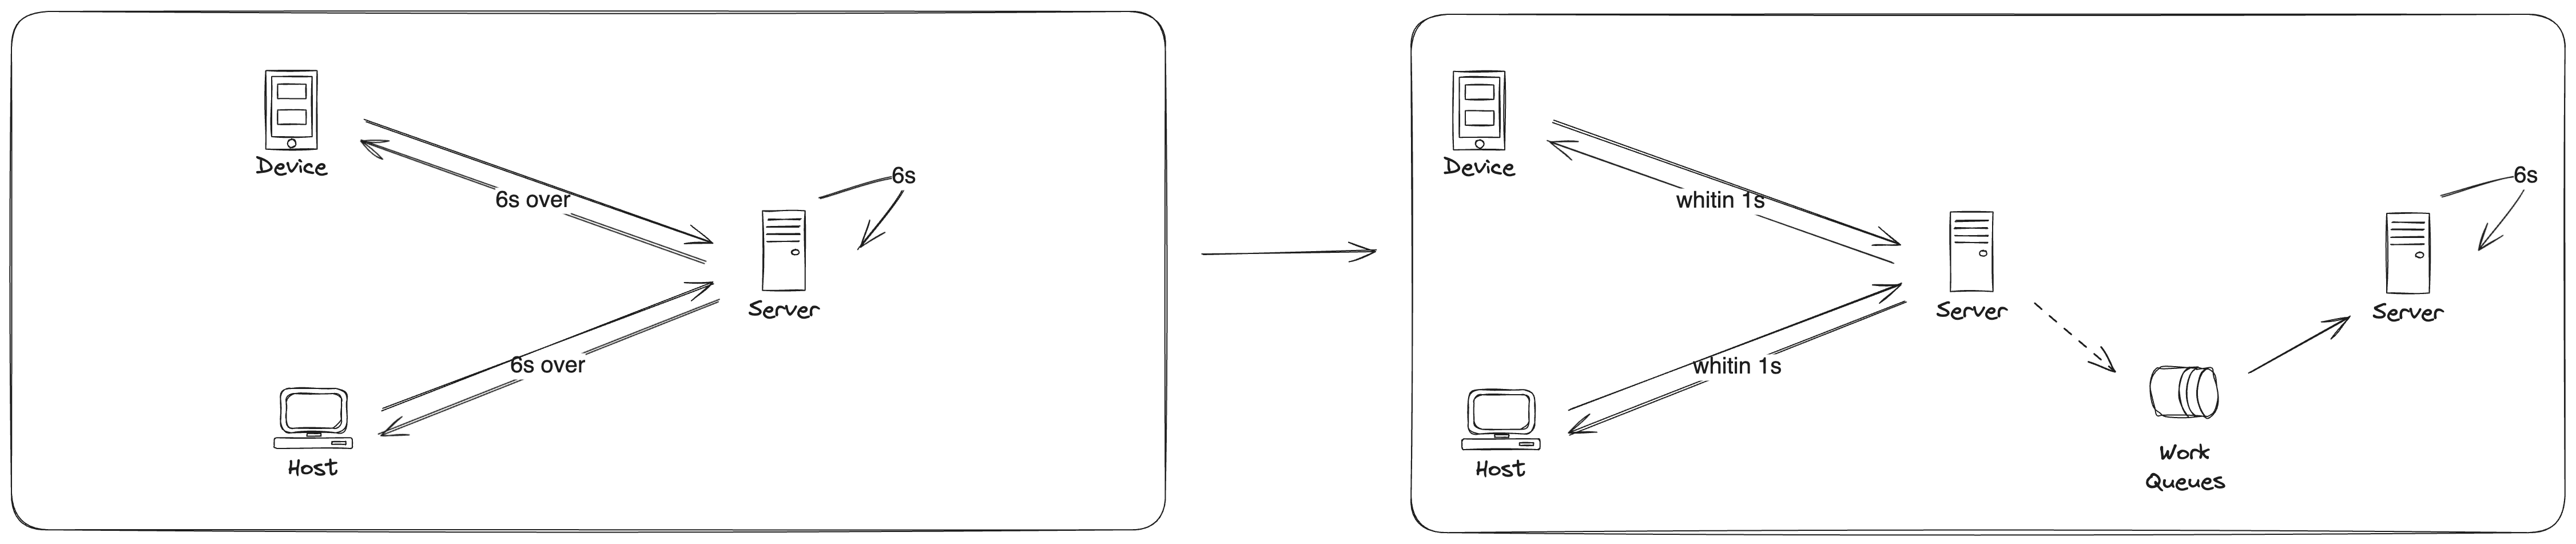 Device
6s over
6s
Server
6s over
Host
Device
whitin 1s
6s
Server
Server
whitin 1s
Host
Work
Queues